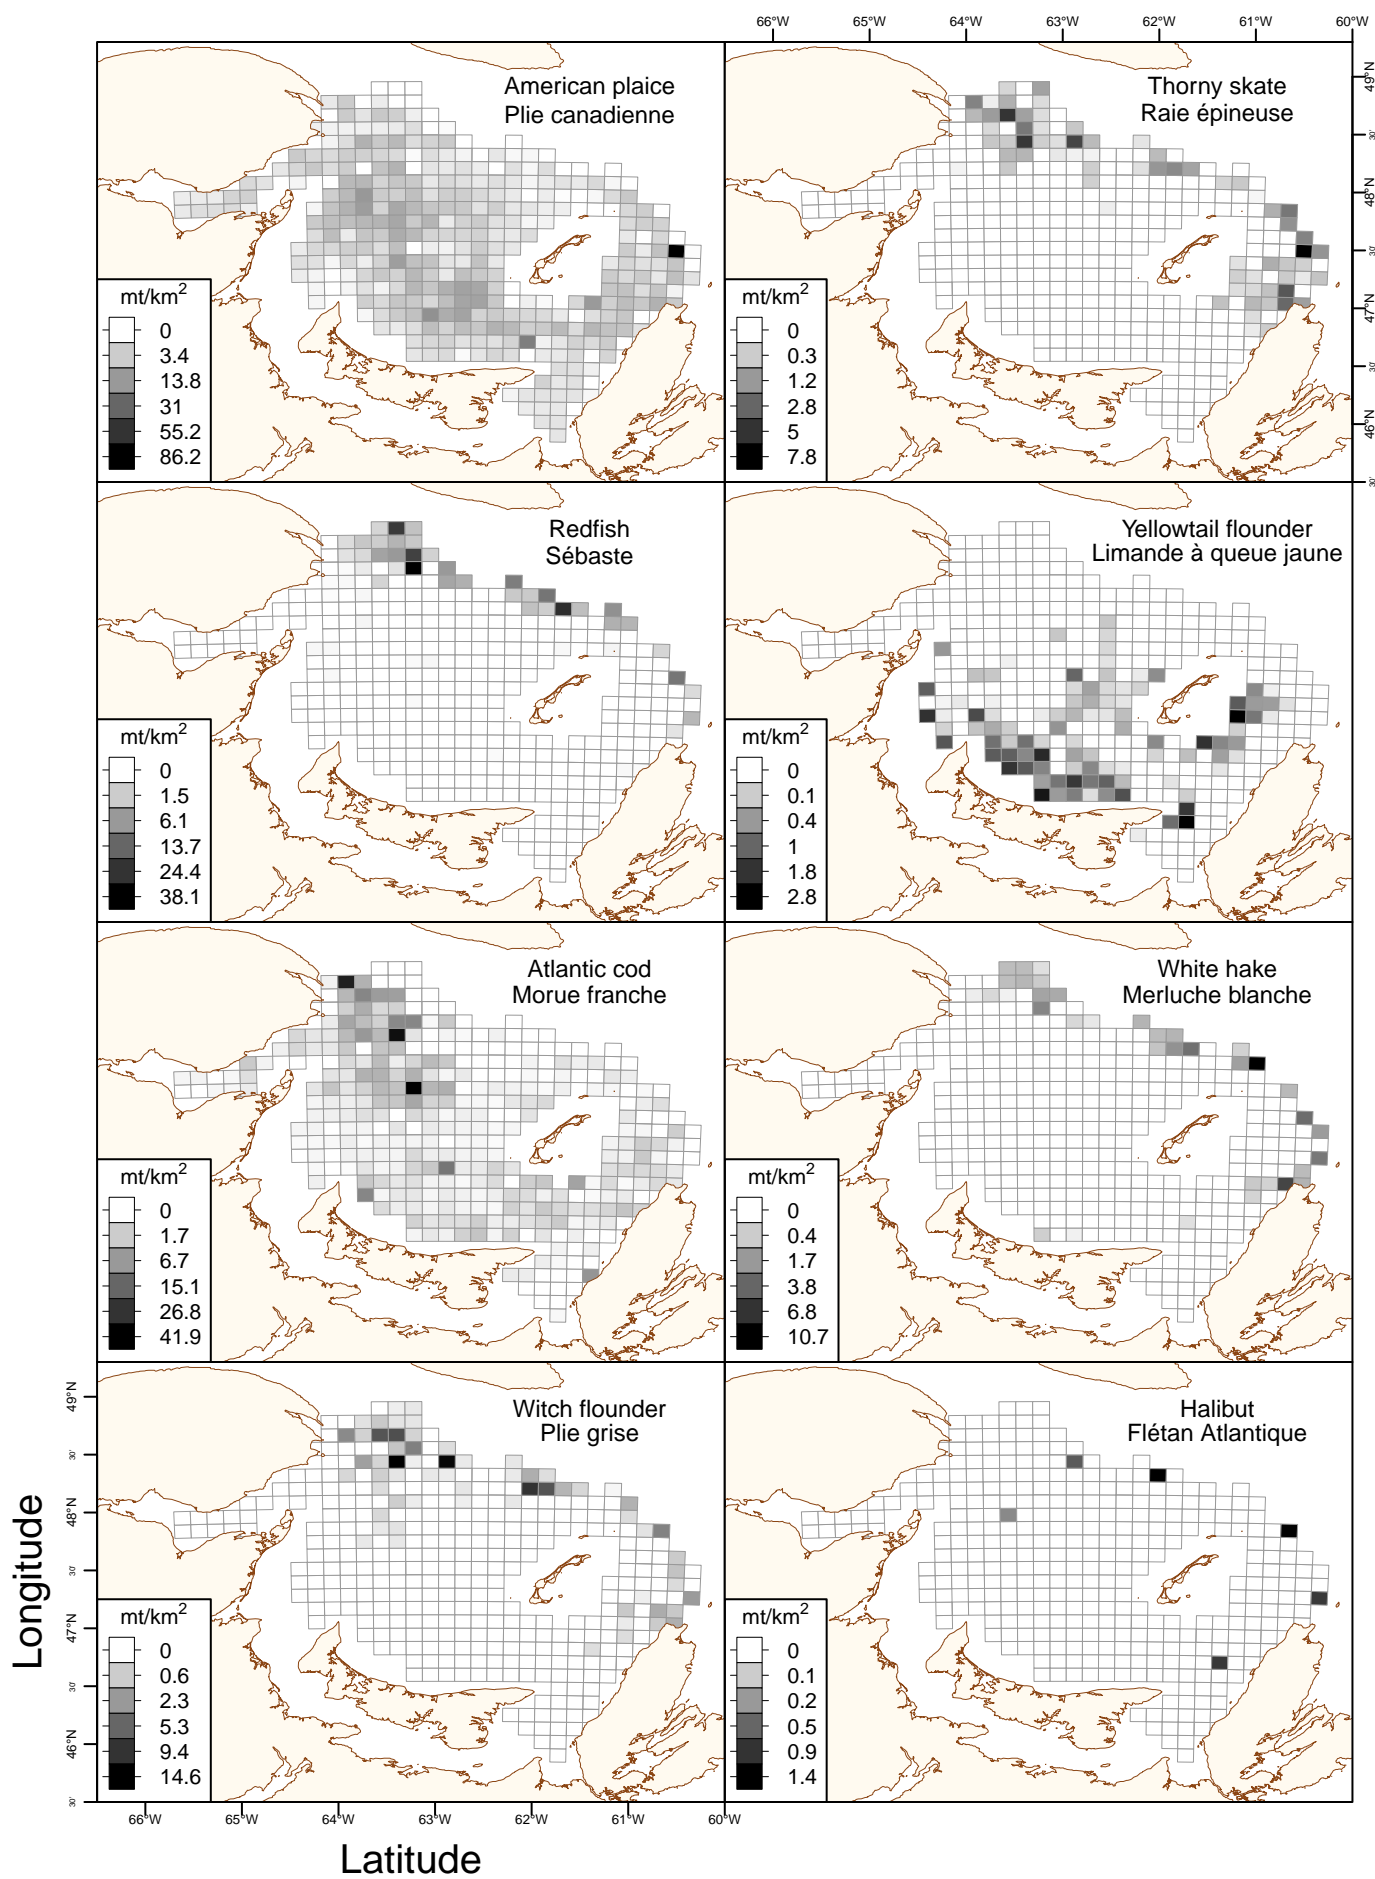 66°W 65°W 64°W 63°W 62°W 61°W 60°W
American plaice
Plie canadienne
mt/km2
0
3.4
13.8
31
55.2
86.2
Thorny skate
Raie épineuse
mt/km2
0
0.3
1.2
2.8
5
7.8
49°N
30'
48°N
30'
47°N
30'
46°N
30'
Redfish
Sébaste
mt/km2
0
1.5
6.1
13.7
24.4
38.1
Yellowtail flounder
Limande à queue jaune
mt/km2
0
0.1
0.4
1
1.8
2.8
Atlantic cod
Morue franche
mt/km2
0
1.7
6.7
15.1
26.8
41.9
White hake
Merluche blanche
mt/km2
0
0.4
1.7
3.8
6.8
10.7
Witch flounder
Plie grise
mt/km2
0
0.6
2.3
5.3
9.4
14.6
Halibut
Flétan Atlantique
mt/km2
0
0.1
0.2
0.5
0.9
1.4
49°N
30'
48°N
30'
47°N
30'
46°N
30'
Longitude
66°W 65°W 64°W 63°W 62°W 61°W 60°W
Latitude